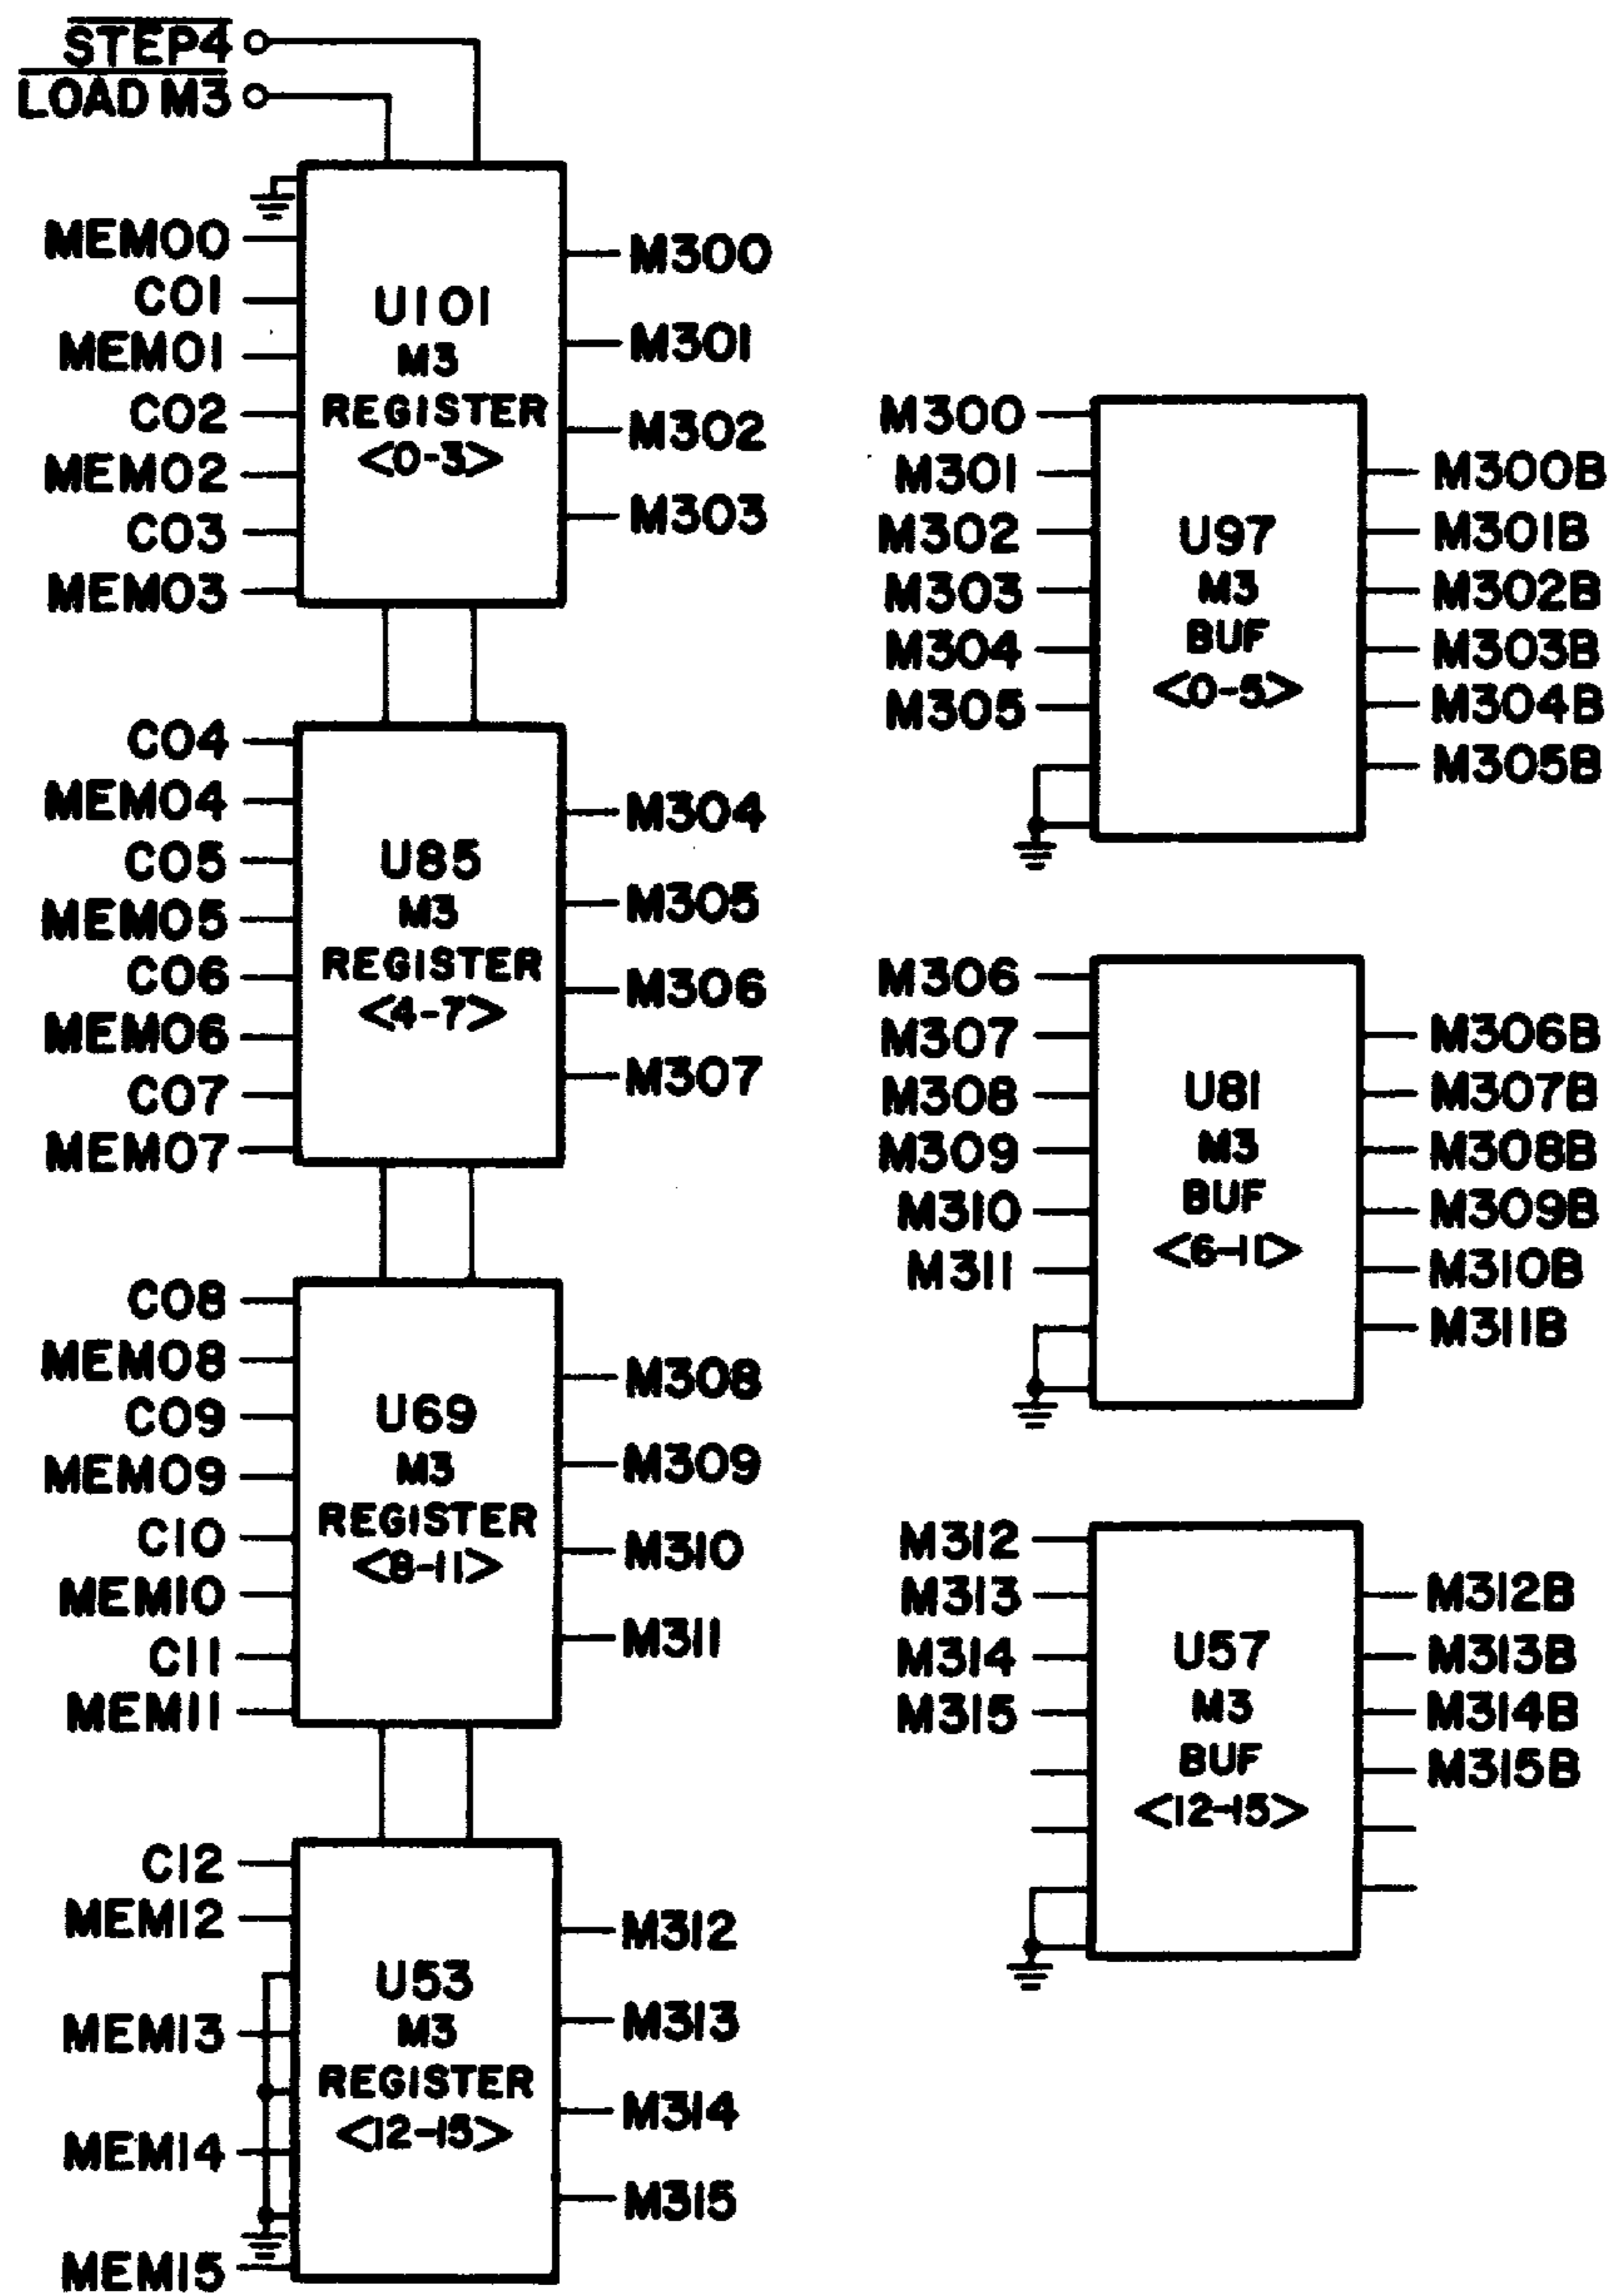 STEP4
LOAD M3
MEM00
C01
MEM01
C02
MEM02
C03
MEM03
U101
M3
REGISTER
<0-3>
M300
M301
M302
M303
C04
MEM04
C05
MEM05
C06
MEM06
C07
MEM07
U85
M3
REGISTER
<4-7>
M304
M305
M306
M307
C08
MEM08
C09
MEM09
C10
MEM10
C11
MEM11
U69
M3
REGISTER
<8-11>
M308
M309
M310
M311
C12
MEM12
MEM13
MEM14
MEM15
U53
M3
REGISTER
<12-15>
M312
M313
M314
M315
M300
M301
M302
M303
M304
M305
U97
M3
BUF
<0-5>
M300B
M301B
M302B
M303B
M304B
M305B
M306
M307
M308
M309
M310
M311
U81
M3
BUF
<6-11>
M306B
M307B
M308B
M309B
M310B
M311B
M312
M313
M314
M315
U57
M3
BUF
<12-15>
M312B
M313B
M314B
M315B